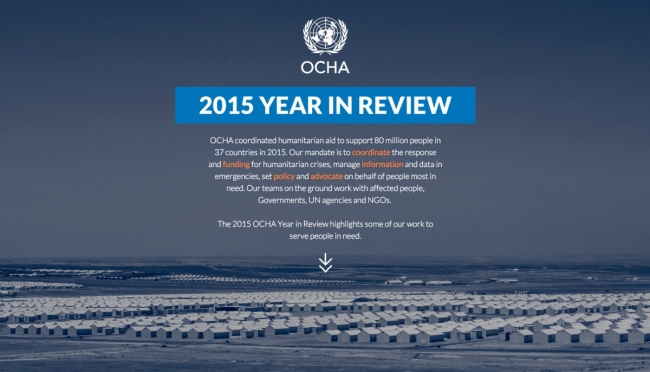 OCHA
2015 YEAR IN REVIEW
OCHA coordinated humanitarian aid to support 80 million people in
37 countries in 2015. Our mandate is to coordinate the response
and funding for humanitarian crises, manage information and data in
emergencies, set policy and advocate on behalf of people most in
need. Our teams on the ground work with affected people,
Governments, UN agencies and NGOs.
The 2015 OCHA Year in Review highlights some of our work to
serve people in need.